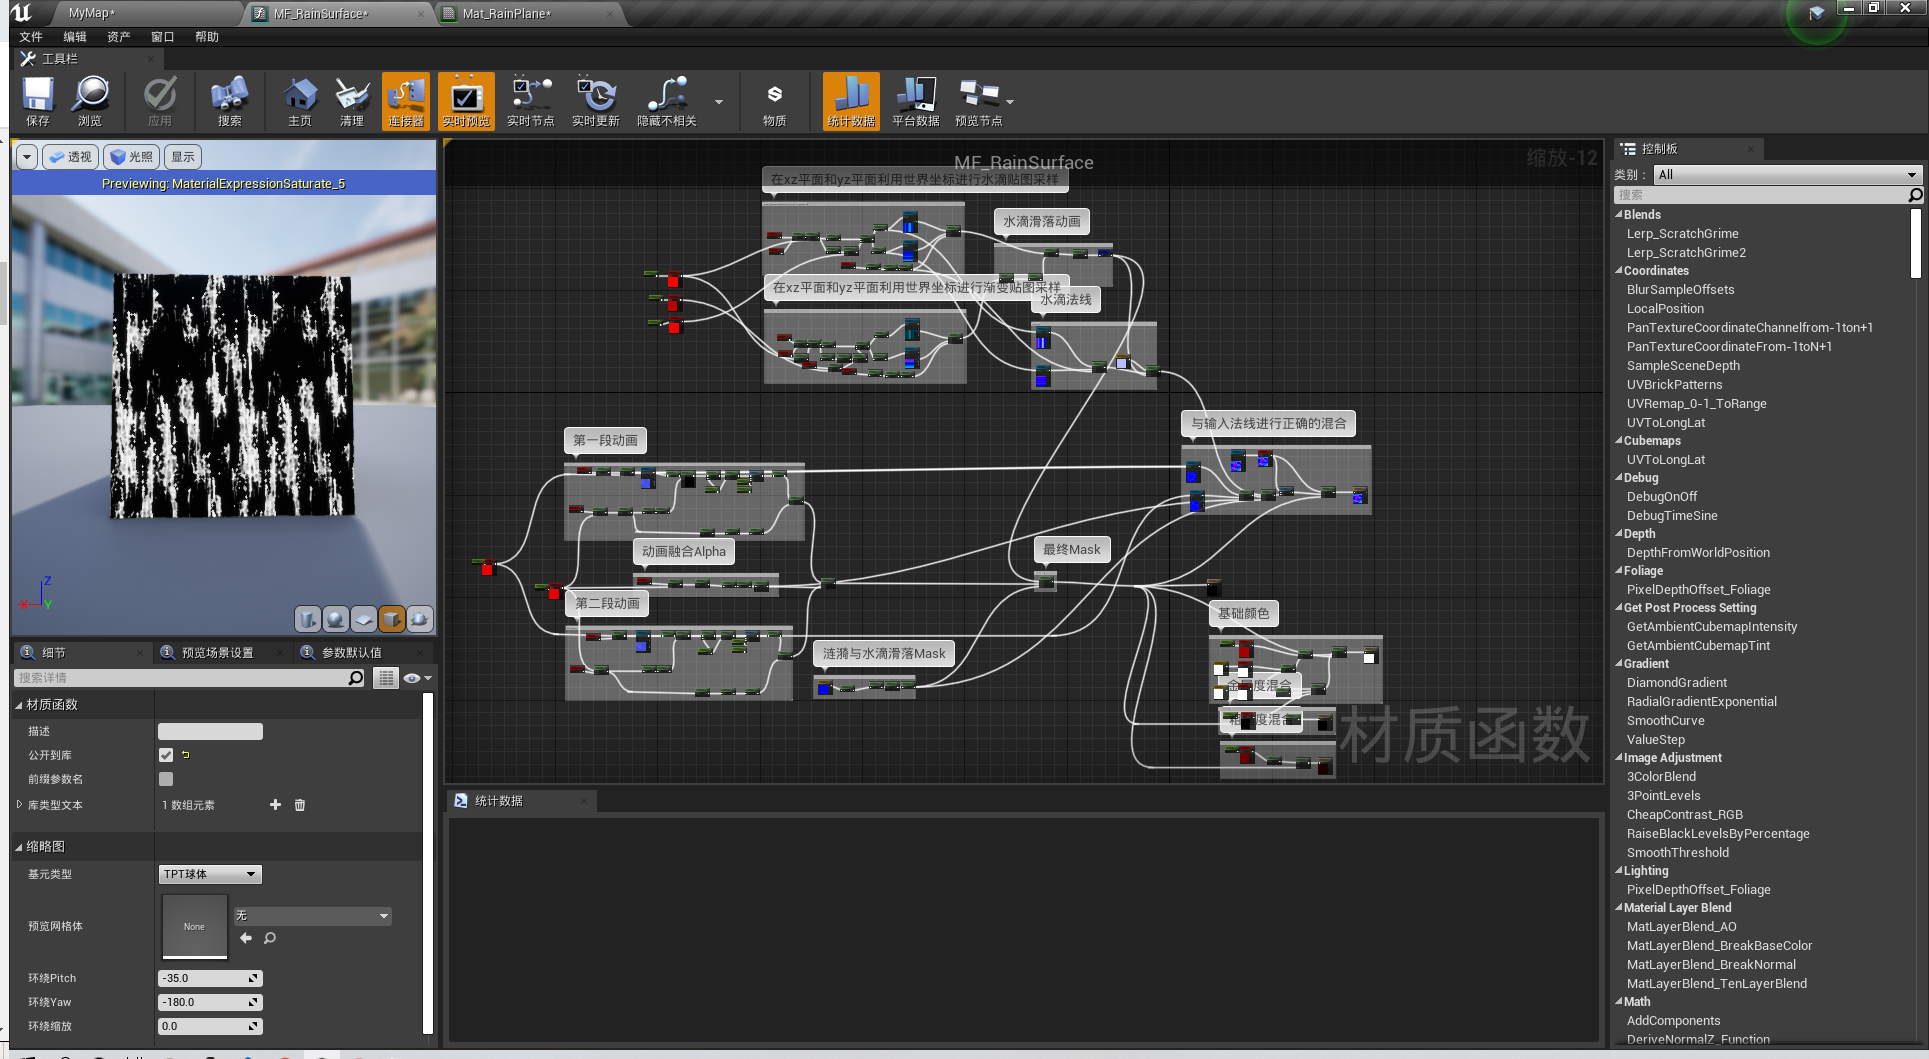 MyMap*
MF_RainSurface*
Mat_RainPlane*
文件 编辑 资产 窗口 帮助
工具栏
保存 浏览 应用 搜索 主页 清理 连接器 实时预览 实时节点 实时更新 隐藏不相关 物质 统计数据 平台数据 预览节点
透视 光照 显示
Previewing: MaterialExpressionSaturate_5
Z
X
Y
MF_RainSurface
缩放-12
在xz平面和yz平面利用世界坐标进行水滴贴图采样
水滴滑落动画
在xz平面和yz平面利用世界坐标进行渐变贴图采样
水滴法线
与输入法线进行正确的混合
第一段动画
动画融合Alpha
最终Mask
第二段动画
基础颜色
涟漪与水滴滑落Mask
材质函数
细节 预览场景设置 参数默认值
搜索详情
材质函数
描述
公开到库
前缀参数名
库类型文本 1 数组元素
缩略图
基元类型 TPT球体
预览网格体 None 无
环绕Pitch -35.0
环绕Yaw -180.0
环绕缩放 0.0
统计数据
控制板
类别： All
搜索
Blends
Lerp_ScratchGrime
Lerp_ScratchGrime2
Coordinates
BlurSampleOffsets
LocalPosition
PanTextureCoordinateChannelfrom-1ton+1
PanTextureCoordinateFrom-1toN+1
SampleSceneDepth
UVBrickPatterns
UVRemap_0-1_ToRange
UVToLongLat
Cubemaps
UVToLongLat
Debug
DebugOnOff
DebugTimeSine
Depth
DepthFromWorldPosition
Foliage
PixelDepthOffset_Foliage
Get Post Process Setting
GetAmbientCubemapIntensity
GetAmbientCubemapTint
Gradient
DiamondGradient
RadialGradientExponential
SmoothCurve
ValueStep
Image Adjustment
3ColorBlend
3PointLevels
CheapContrast_RGB
RaiseBlackLevelsByPercentage
SmoothThreshold
Lighting
PixelDepthOffset_Foliage
Material Layer Blend
MatLayerBlend_AO
MatLayerBlend_BreakBaseColor
MatLayerBlend_BreakNormal
MatLayerBlend_TenLayerBlend
Math
AddComponents
DeriveNormalZ_Function